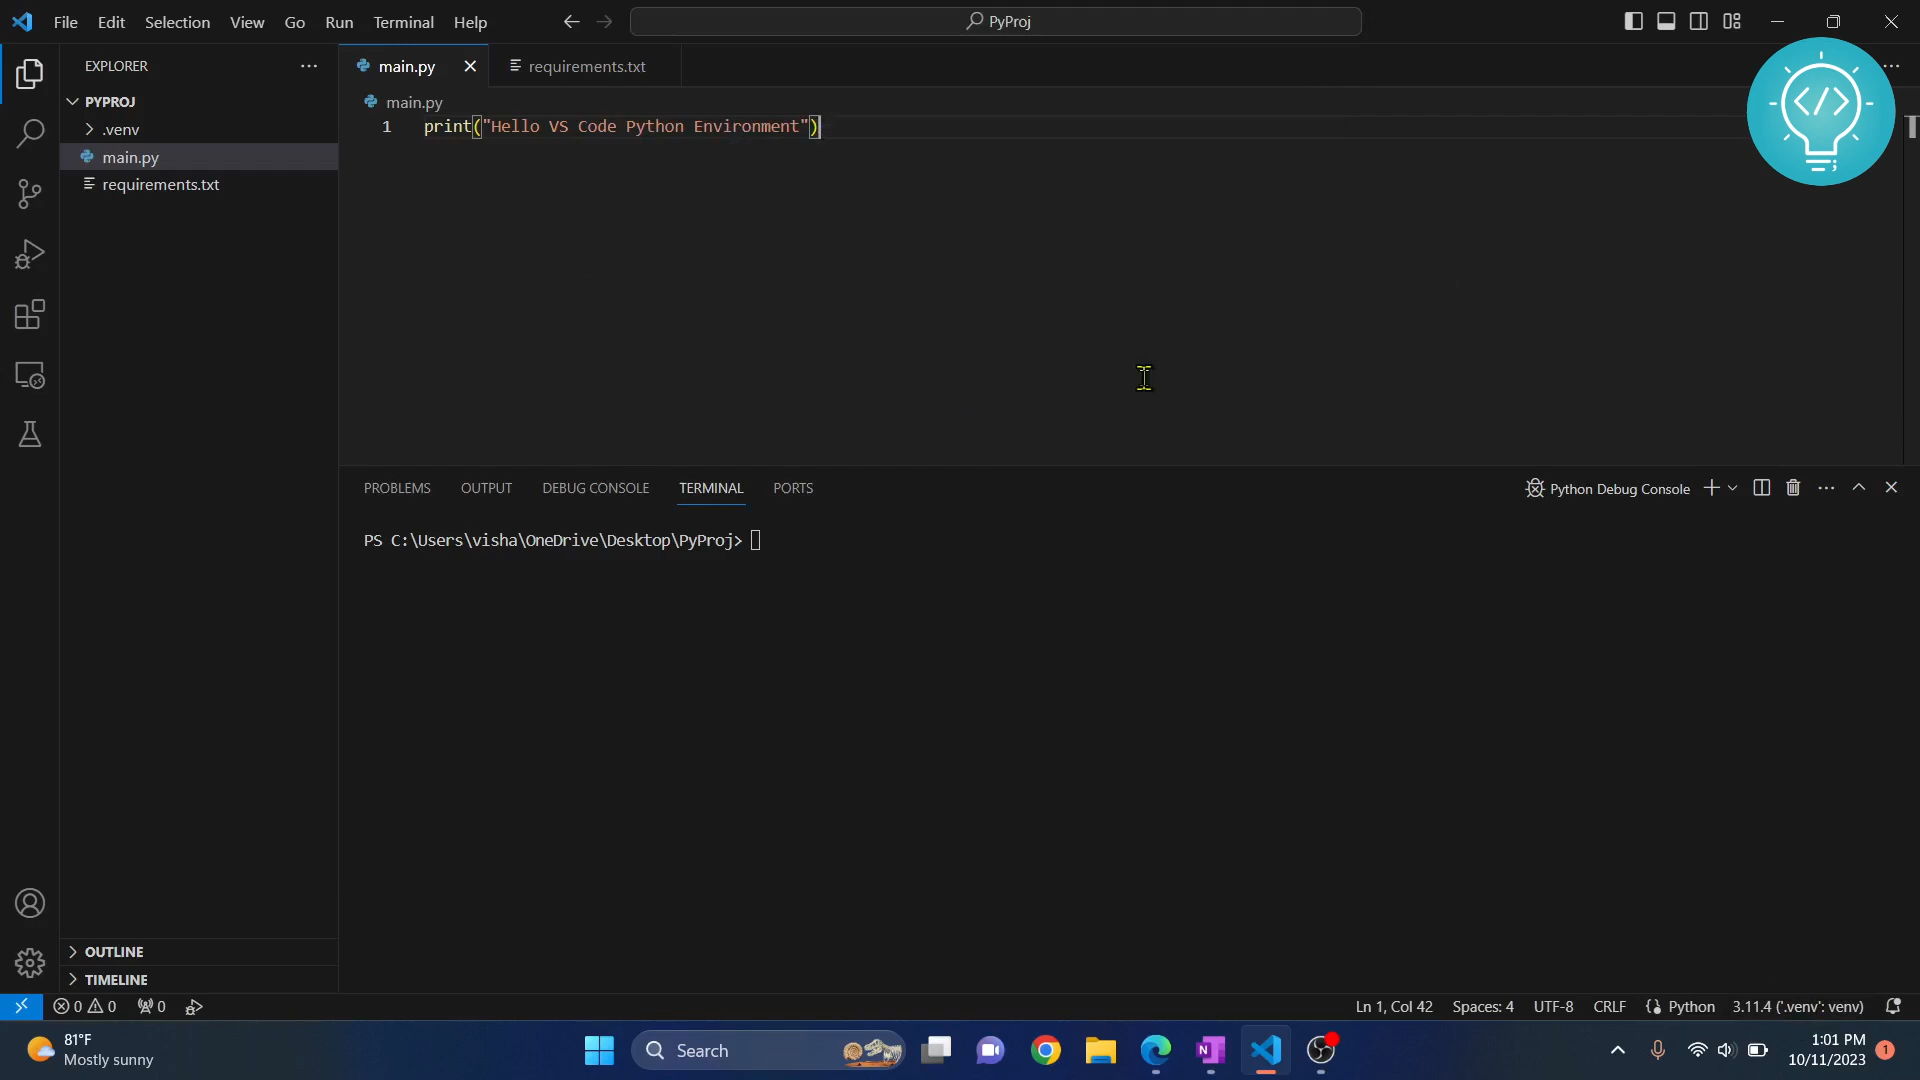 File Edit Selection View Go Run Terminal Help
PyProj
EXPLORER
main.py
requirements.txt
PYPROJ
.venv
main.py
requirements.txt
main.py
1 print("Hello VS Code Python Environment")
</>
;
PROBLEMS OUTPUT DEBUG CONSOLE TERMINAL PORTS
Python Debug Console
PS C:\Users\visha\OneDrive\Desktop\PyProj>
OUTLINE
TIMELINE
0 0 0
Ln 1, Col 42 Spaces: 4 UTF-8 CRLF Python 3.11.4 ('.venv': venv)
81°F
Mostly sunny
Search
N
1:01 PM
10/11/2023
1